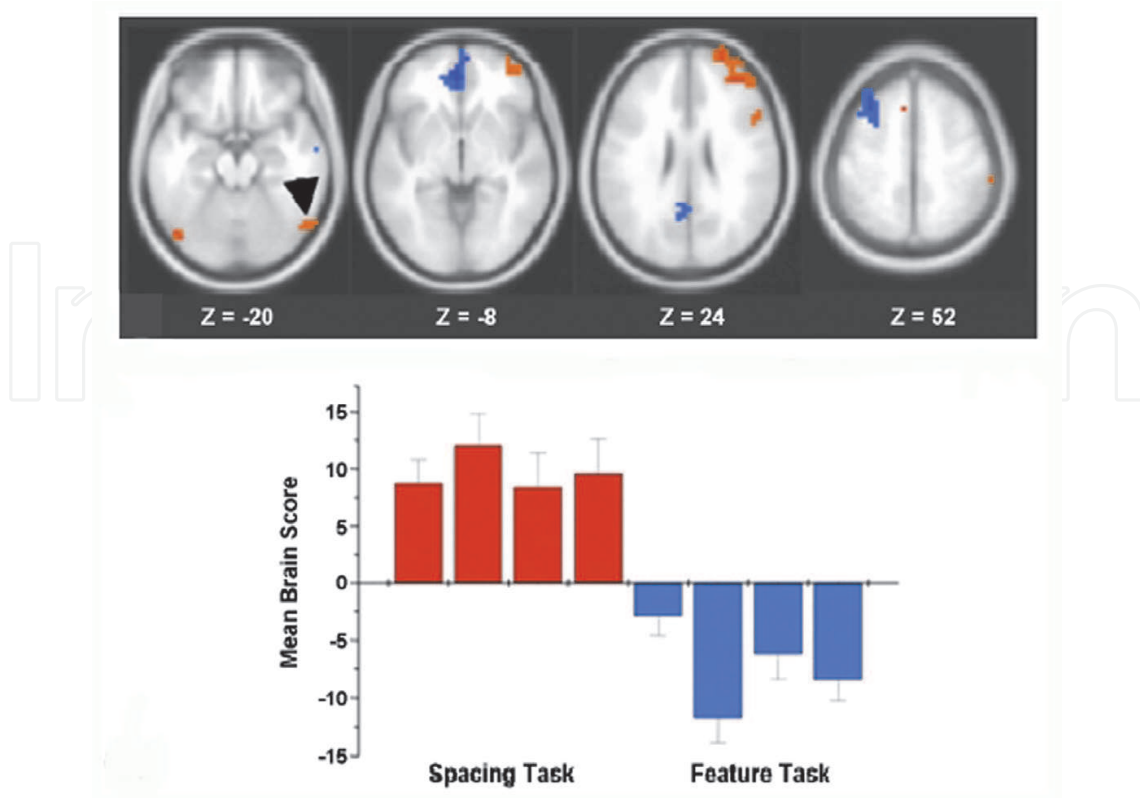 Z = -20
Z = -8
Z = 24
Z = 52
15
10
5
0
-5
-10
-15
Mean Brain Score
Spacing Task
Feature Task